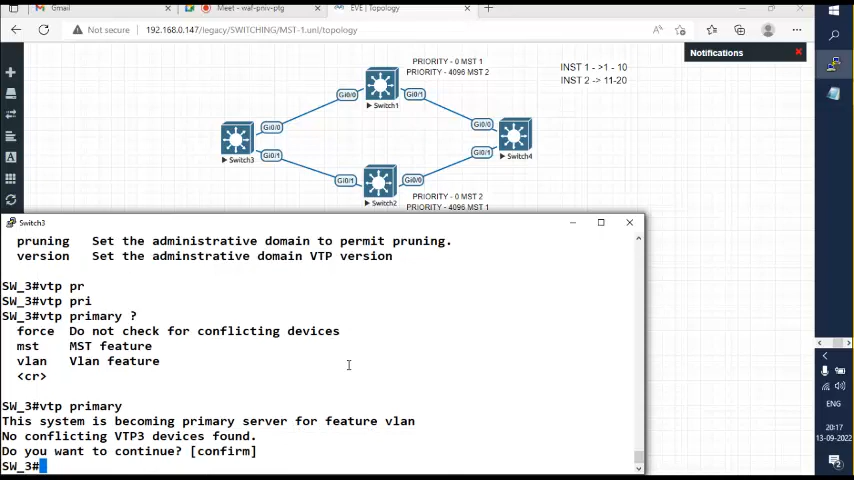 Gmail
Meet - waf-pniv-ptg
EVE | Topology
Not secure
192.168.0.147/legacy/SWITCHING/MST-1.unl/topology
Notifications
PRIORITY - 0 MST 1
PRIORITY - 4096 MST 2
INST 1 ->1 - 10
INST 2 -> 11-20
Gi0/0
Gi0/1
Switch1
Gi0/0
Gi0/0
Switch3
Switch4
Gi0/1
Gi0/1
Gi0/1
Gi0/0
Switch2
PRIORITY - 0 MST 2
PRIORITY - 4096 MST 1
Switch3
pruning Set the administrative domain to permit pruning.
version Set the adminstrative domain VTP version
SW_3#vtp pr
SW_3#vtp pri
SW_3#vtp primary ?
force Do not check for conflicting devices
mst MST feature
vlan Vlan feature
<cr>
SW_3#vtp primary
This system is becoming primary server for feature vlan
No conflicting VTP3 devices found.
Do you want to continue? [confirm]
SW_3#
ENG
20:17
13-09-2022
2